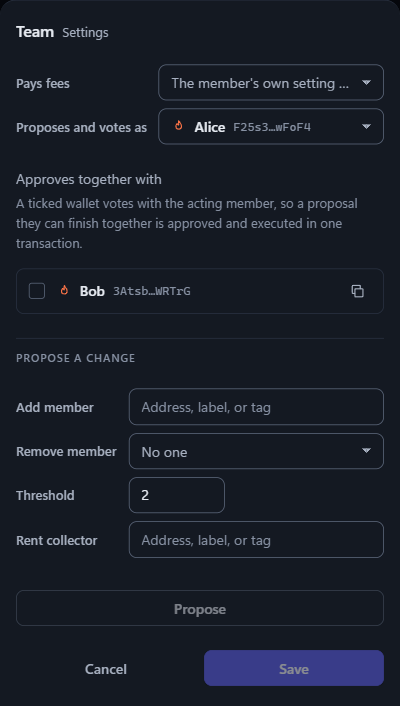 Team Settings
Pays fees
The member's own setting ...
Proposes and votes as
Alice F25s3…wFoF4
Approves together with
A ticked wallet votes with the acting member, so a proposal
they can finish together is approved and executed in one
transaction.
Bob 3Atsb…WRTrG
PROPOSE A CHANGE
Add member
Address, label, or tag
Remove member
No one
Threshold
2
Rent collector
Address, label, or tag
Propose
Cancel
Save